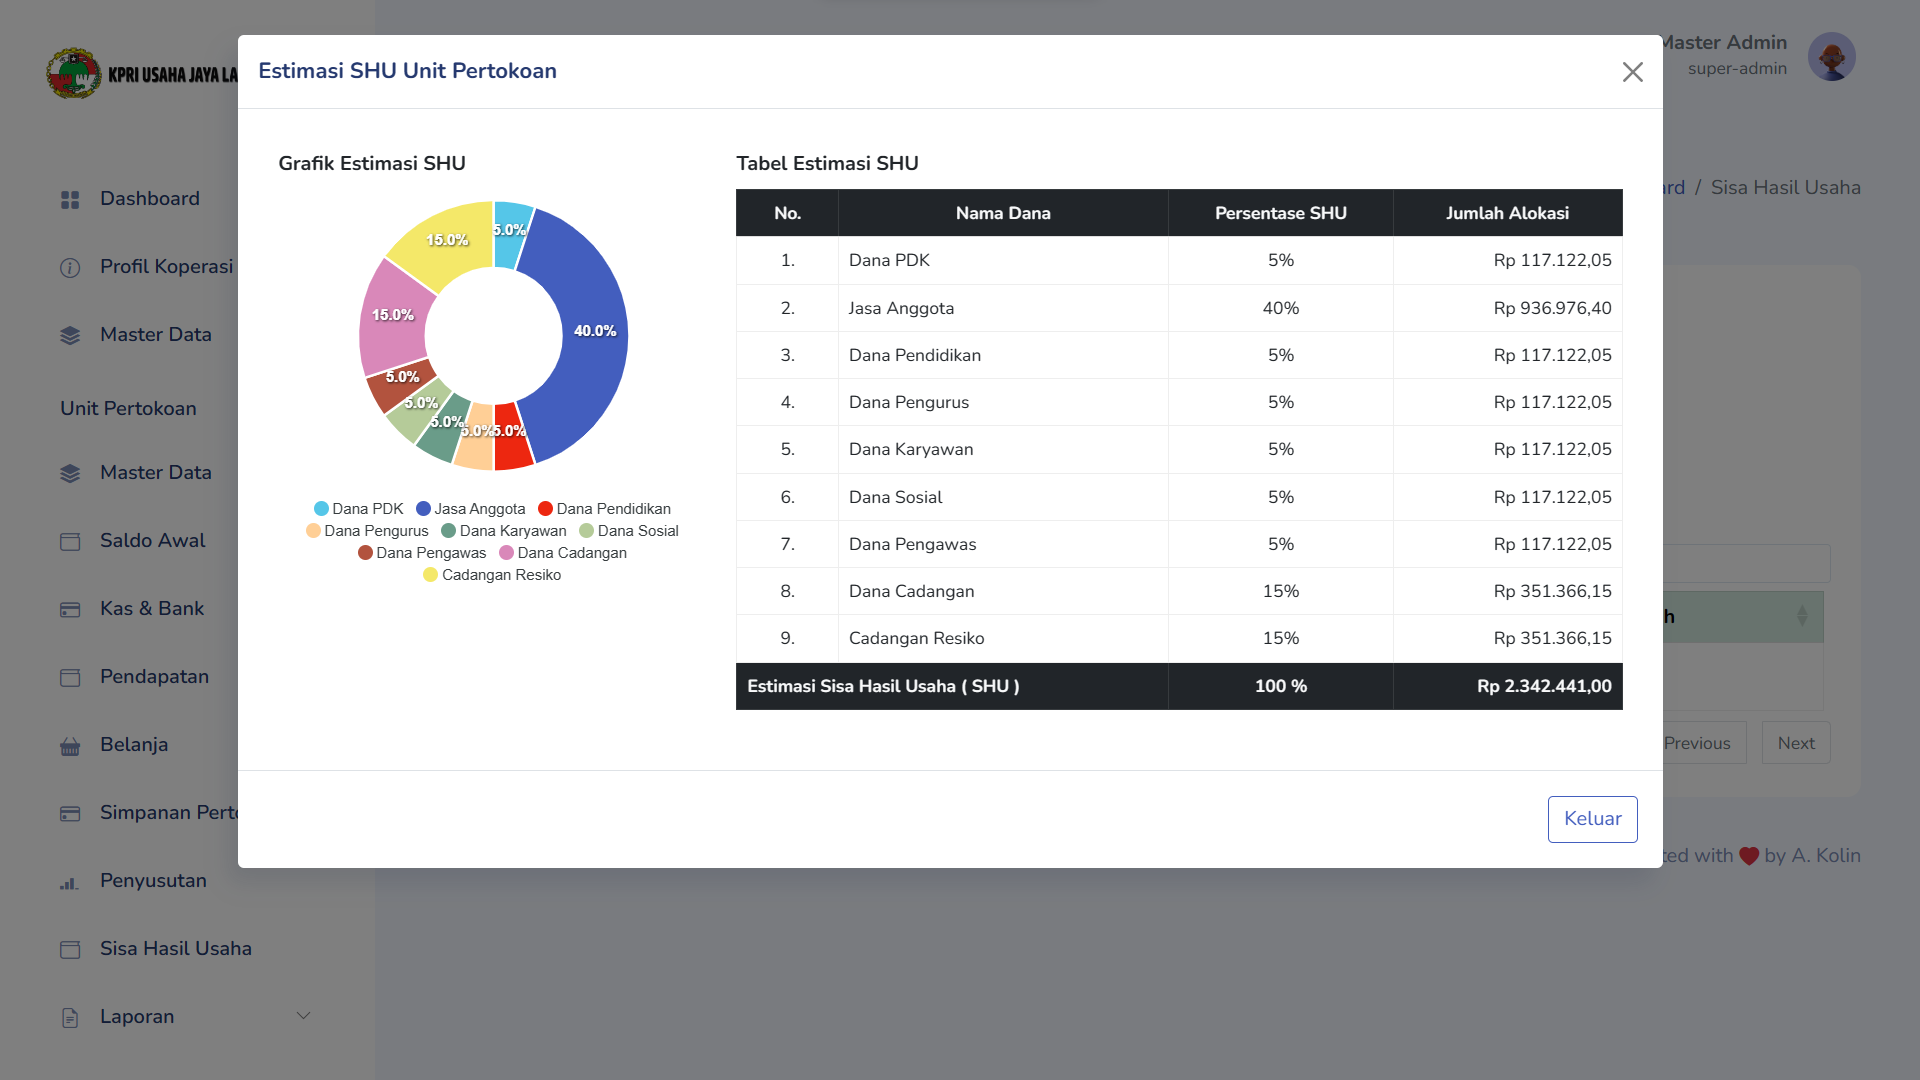 KPRI USAHA JAYA LA
Master Admin
super-admin
Dashboard
Profil Koperasi
Master Data
Unit Pertokoan
Master Data
Saldo Awal
Kas & Bank
Pendapatan
Belanja
Simpanan Perto
Penyusutan
Sisa Hasil Usaha
Laporan
Estimasi SHU Unit Pertokoan
Grafik Estimasi SHU
5.0%
40.0%
5.0%
5.0%
5.0%
5.0%
5.0%
15.0%
15.0%
Dana PDK Jasa Anggota Dana Pendidikan
Dana Pengurus Dana Karyawan Dana Sosial
Dana Pengawas Dana Cadangan
Cadangan Resiko
Tabel Estimasi SHU
No. Nama Dana Persentase SHU Jumlah Alokasi
1. Dana PDK 5% Rp 117.122,05
2. Jasa Anggota 40% Rp 936.976,40
3. Dana Pendidikan 5% Rp 117.122,05
4. Dana Pengurus 5% Rp 117.122,05
5. Dana Karyawan 5% Rp 117.122,05
6. Dana Sosial 5% Rp 117.122,05
7. Dana Pengawas 5% Rp 117.122,05
8. Dana Cadangan 15% Rp 351.366,15
9. Cadangan Resiko 15% Rp 351.366,15
Estimasi Sisa Hasil Usaha ( SHU ) 100 % Rp 2.342.441,00
Keluar
ard / Sisa Hasil Usaha
h
Previous Next
ted with by A. Kolin